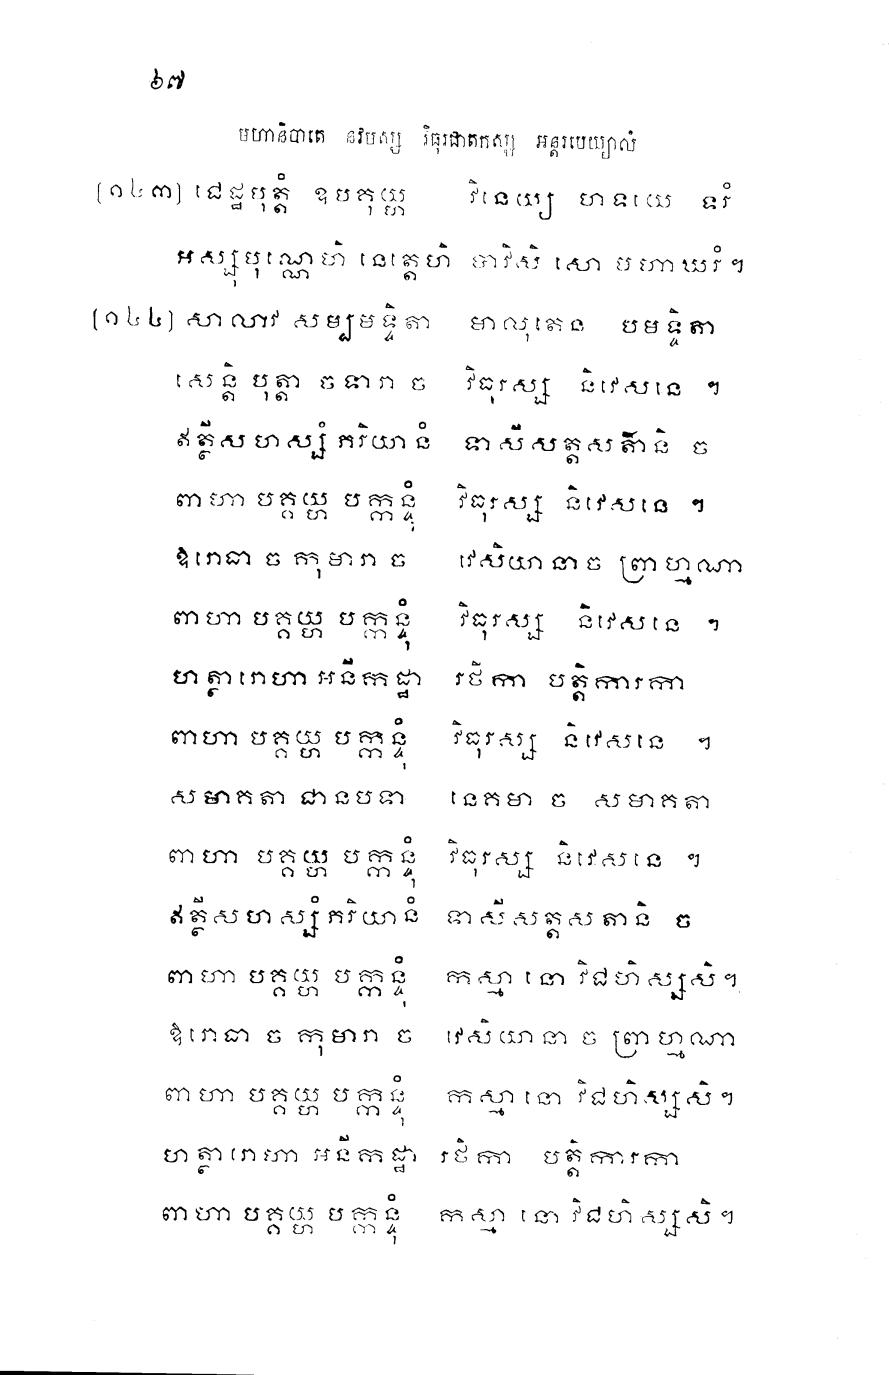 ៦៧
មហានិបាតេ នវមស្ស វិធុរជាតកស្ស អន្តរបេយ្យាលំ
(១៤៣) ជេដ្ឋបុត្តំ ឧបគុយ្ហ វិនេយ្យ ហទយេ ទរំ
អស្សុបុណ្ណេហិ នេត្តេហិ បាវិសិ សោ មហាឃរំ ។
(១៤៤) សាលាវ សម្បមទ្ទិតា មាលុតេន បមទ្ទិតា
សេន្តិ បុត្តា ច ទារា ច វិធុរស្ស និវេសនេ ។
ឥត្ថីសហស្សំ ភរិយានំ ទាសីសត្តសតានិ ច
ពាហា បគ្គយ្ហ បក្កន្ទុំ វិធុរស្ស និវេសនេ ។
ឱរោធា ច កុមារា ច វេសិយានា ច ព្រាហ្មណា
ពាហា បគ្គយ្ហ បក្កន្ទុំ វិធុរស្ស និវេសនេ ។
ហត្ថារោហា អនីកដ្ឋា រថិកា បត្តិការកា
ពាហា បគ្គយ្ហ បក្កន្ទុំ វិធុរស្ស និវេសនេ ។
សមាគតា ជានបទា នេគមា ច សមាគតា
ពាហា បគ្គយ្ហ បក្កន្ទុំ វិធុរស្ស និវេសនេ ។
ឥត្ថីសហស្សំ ភរិយានំ ទាសីសត្តសតានិ ច
ពាហា បគ្គយ្ហ បក្កន្ទុំ កស្មា នោ វិជហិស្សសិ ។
ឱរោធា ច កុមារា ច វេសិយានា ច ព្រាហ្មណា
ពាហា បគ្គយ្ហ បក្កន្ទុំ កស្មា នោ វិជហិស្សសិ ។
ហត្ថារោហា អនីកដ្ឋា រថិកា បត្តិការកា
ពាហា បគ្គយ្ហ បក្កន្ទុំ កស្មា នោ វិជហិស្សសិ ។